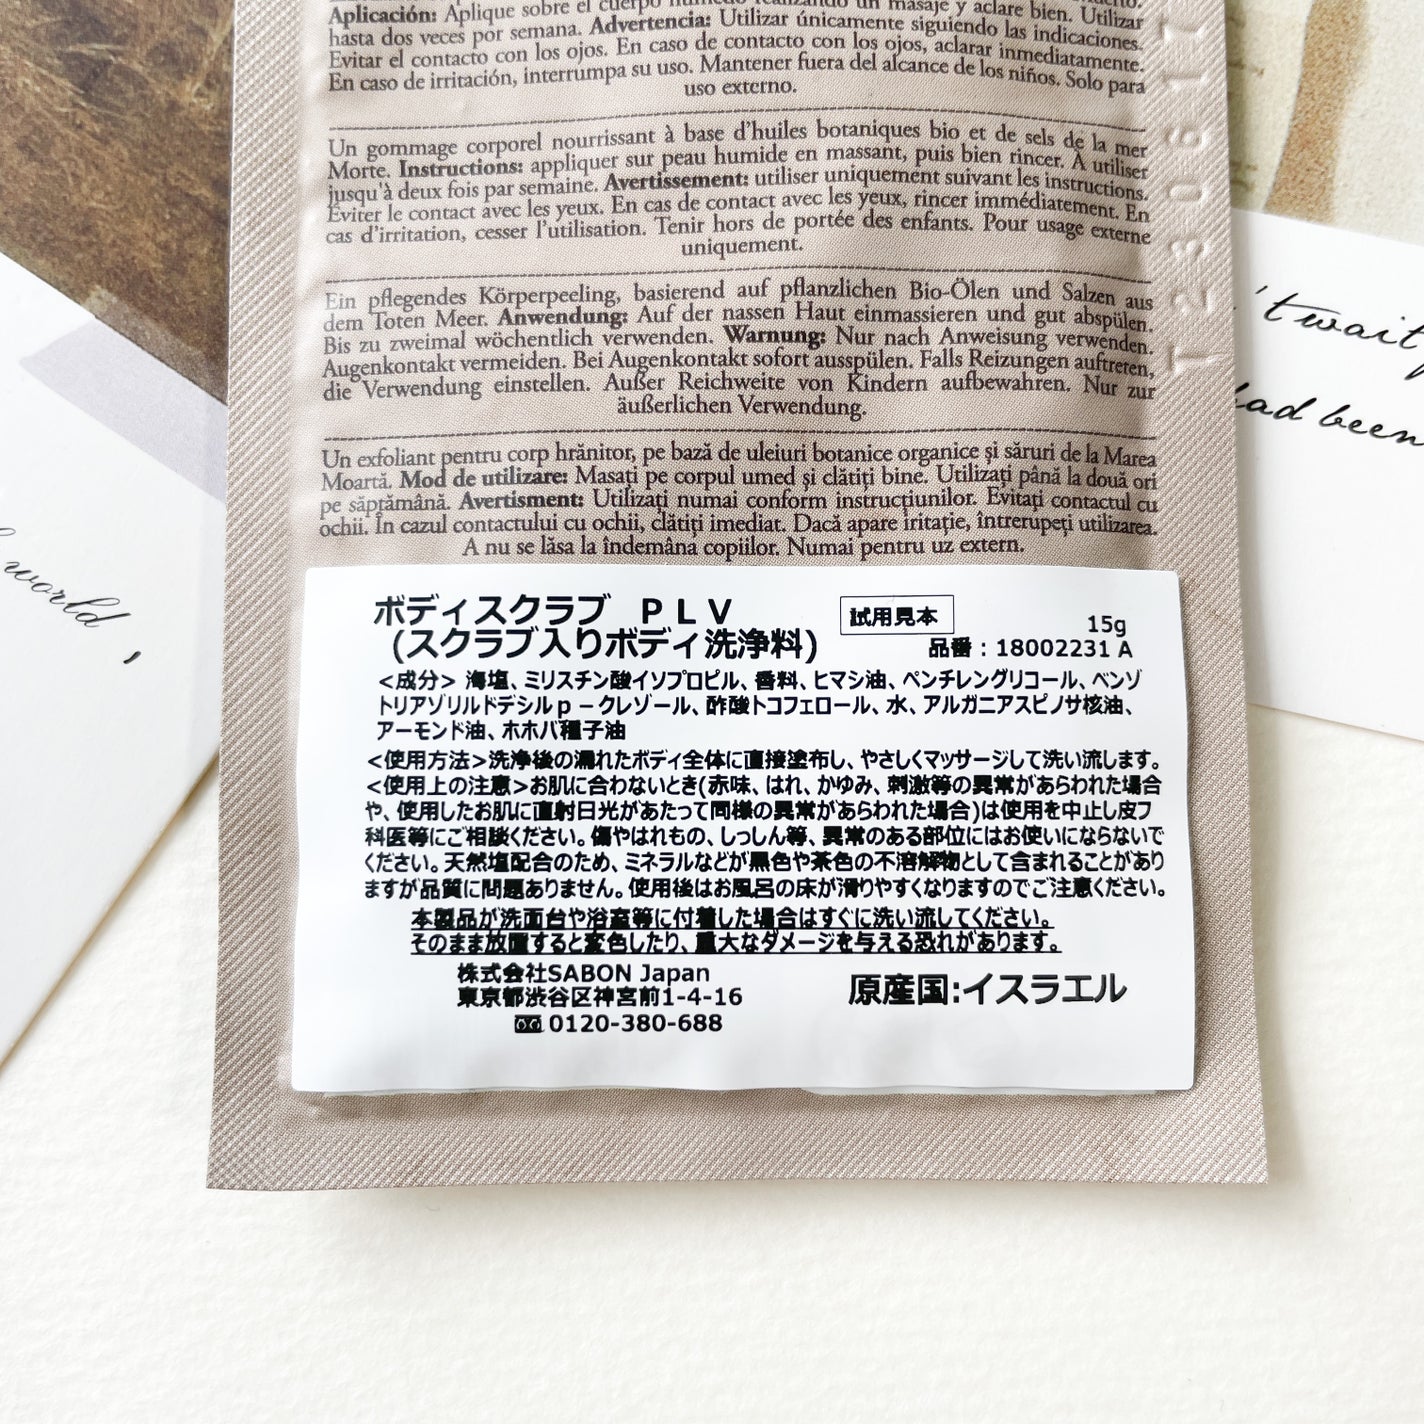 Aplicación: Aplique sobre el cuerpo húmedo realizando un masaje y aclare bien. Utilizar
hasta dos veces por semana. Advertencia: Utilizar únicamente siguiendo las indicaciones.
Evitar el contacto con los ojos. En caso de contacto con los ojos, aclarar inmediatamente.
En caso de irritación, interrumpa su uso. Mantener fuera del alcance de los niños. Solo para
uso externo.
Un gommage corporel nourrissant à base d'huiles botaniques bio et de sels de la mer
Morte. Instructions: appliquer sur peau humide en massant, puis bien rincer. À utiliser
jusqu'à deux fois par semaine. Avertissement: utiliser uniquement suivant les instructions.
Éviter le contact avec les yeux. En cas de contact avec les yeux, rincer immédiatement. En
cas d'irritation, cesser l'utilisation. Tenir hors de portée des enfants. Pour usage externe
uniquement.
Ein pflegendes Körperpeeling, basierend auf pflanzlichen Bio-Ölen und Salzen aus
dem Toten Meer. Anwendung: Auf der nassen Haut einmassieren und gut abspülen.
Bis zu zweimal wöchentlich verwenden. Warnung: Nur nach Anweisung verwenden.
Augenkontakt vermeiden. Bei Augenkontakt sofort ausspülen. Falls Reizungen auftreten,
die Verwendung einstellen. Außer Reichweite von Kindern aufbewahren. Nur zur
äußerlichen Verwendung.
Un exfoliant pentru corp hrănitor, pe bază de uleiuri botanice organice și săruri de la Marea
Moartă. Mod de utilizare: Masați pe corpul umed și clătiți bine. Utilizați până la două ori
pe săptămână. Avertisment: Utilizați numai conform instrucțiunilor. Evitați contactul cu
ochii. În cazul contactului cu ochii, clătiți imediat. Dacă apare iritație, întrerupeți utilizarea.
A nu se lăsa la îndemâna copiilor. Numai pentru uz extern.
ボディスクラブ　ＰＬＶ
試用見本
15g
(スクラブ入りボディ洗浄料)
品番：18002231 A
<成分> 海塩、ミリスチン酸イソプロピル、香料、ヒマシ油、ペンチレングリコール、ベンゾ
トリアゾリルドデシルｐ－クレゾール、酢酸トコフェロール、水、アルガニアスピノサ核油、
アーモンド油、ホホバ種子油
<使用方法>洗浄後の濡れたボディ全体に直接塗布し、やさしくマッサージして洗い流します。
<使用上の注意>お肌に合わないとき(赤味、はれ、かゆみ、刺激等の異常があらわれた場合
や、使用したお肌に直射日光があたって同様の異常があらわれた場合)は使用を中止し皮フ
科医等にご相談ください。傷やはれもの、しっしん等、異常のある部位にはお使いにならないで
ください。天然塩配合のため、ミネラルなどが黒色や茶色の不溶解物として含まれることがあり
ますが品質に問題ありません。使用後はお風呂の床が滑りやすくなりますのでご注意ください。
本製品が洗面台や浴室等に付着した場合はすぐに洗い流してください。
そのまま放置すると変色したり、重大なダメージを与える恐れがあります。
株式会社SABON Japan
東京都渋谷区神宮前1-4-16
0120-380-688
原産国:イスラエル
't wait
had been
world,